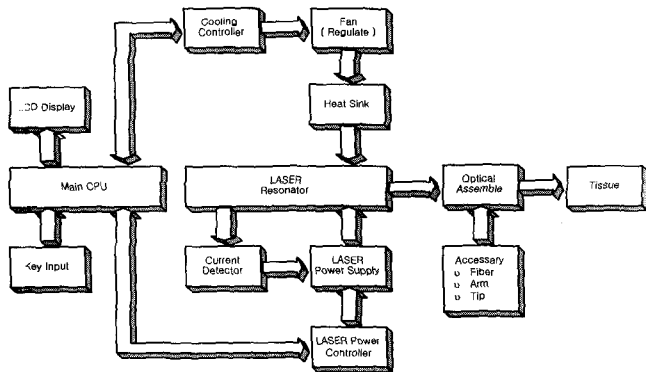 Cooling
Controller
Fan
( Regulate )
LCD Display
Heat Sink
Main CPU
LASER
Resonator
Optical
Assemble
Tissue
Key Input
Current
Detector
LASER
Power Supply
Accessary
υ Fiber
υ Arm
υ Tip
LASER Power
Controller